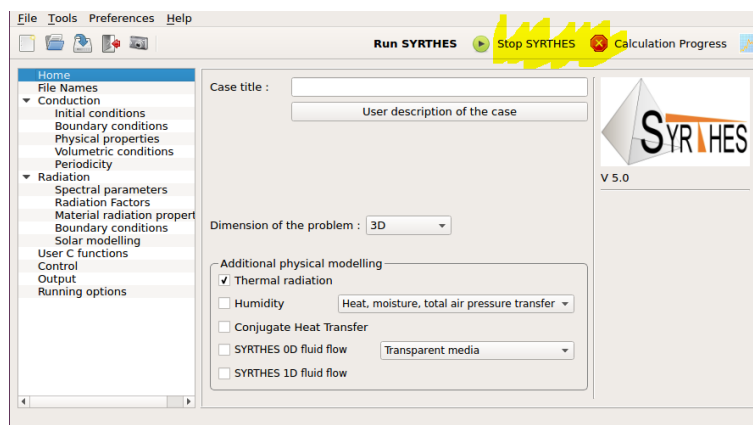 File Tools Preferences Help
Run SYRTHES Stop SYRTHES Calculation Progress
Home
File Names
Conduction
Initial conditions
Boundary conditions
Physical properties
Volumetric conditions
Periodicity
Radiation
Spectral parameters
Radiation Factors
Material radiation propert
Boundary conditions
Solar modelling
User C functions
Control
Output
Running options
Case title :
User description of the case
SYRTHES
V 5.0
Dimension of the problem : 3D
Additional physical modelling
Thermal radiation
Humidity Heat, moisture, total air pressure transfer
Conjugate Heat Transfer
SYRTHES 0D fluid flow Transparent media
SYRTHES 1D fluid flow